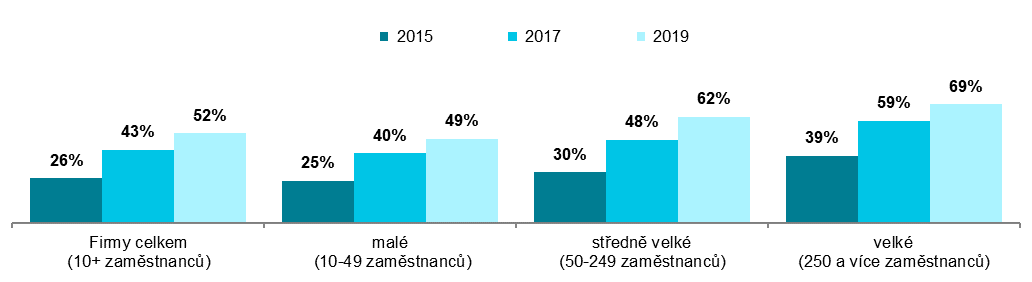 2015 2017 2019
26% 43% 52% 25% 40% 49% 30% 48% 62% 39% 59% 69%
Firmy celkem malé středně velké velké
(10+ zaměstnanců) (10-49 zaměstnanců) (50-249 zaměstnanců) (250 a více zaměstnanců)